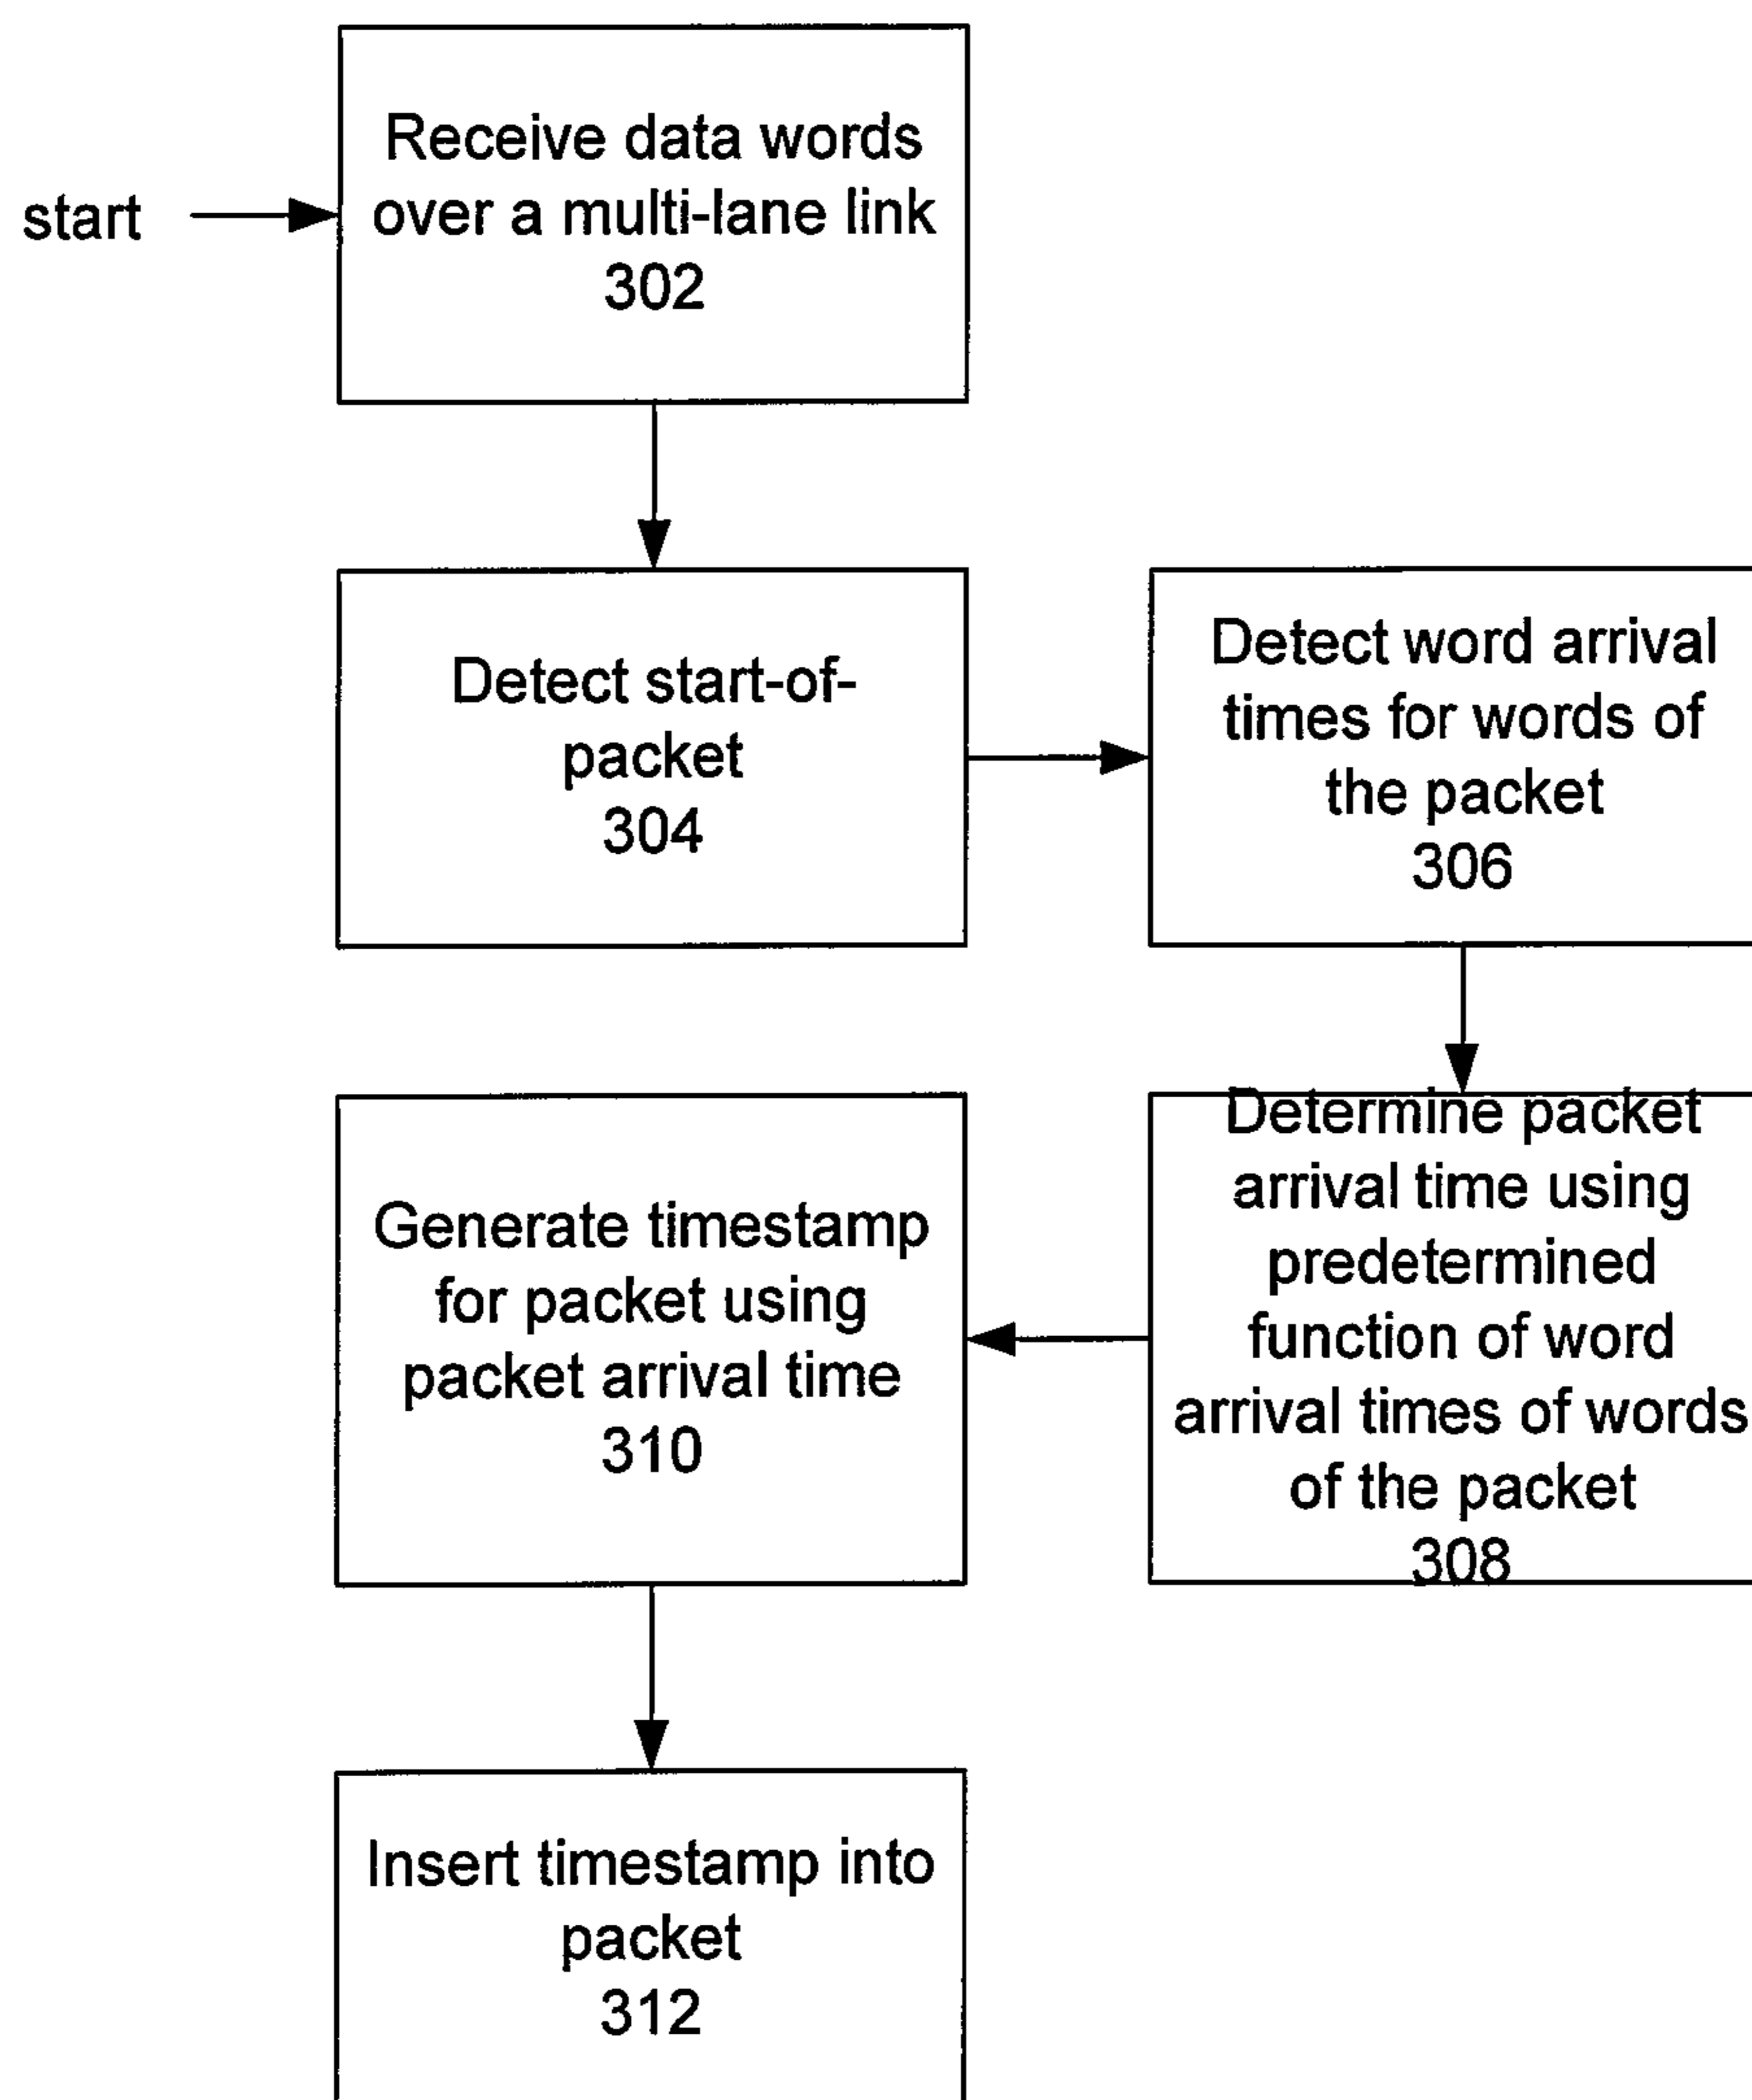 start
Receive data words
over a multi-lane link
302
Detect start-of-
packet
304
Detect word arrival
times for words of
the packet
306
Determine packet
arrival time using
predetermined
function of word
arrival times of words
of the packet
308
Generate timestamp
for packet using
packet arrival time
310
Insert timestamp into
packet
312